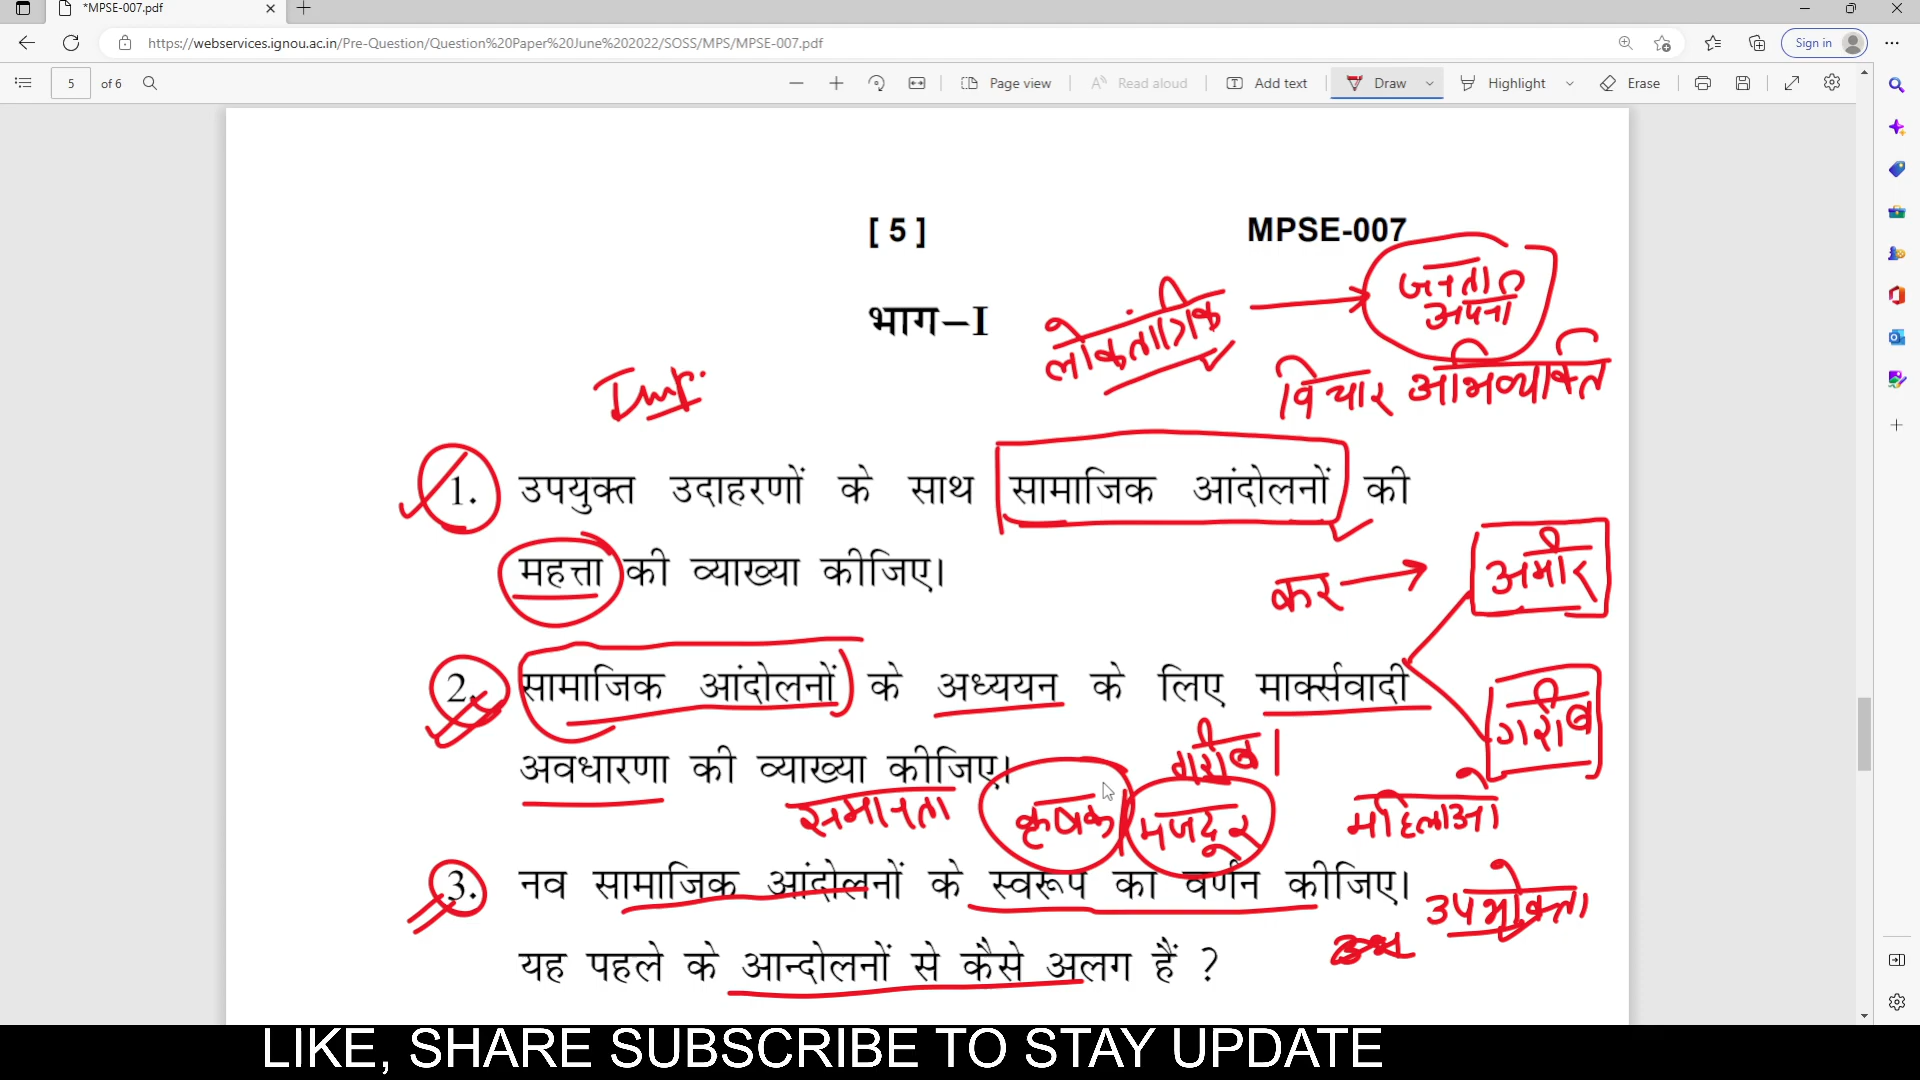 *MPSE-007.pdf
https://webservices.ignou.ac.in/Pre-Question/Question%20Paper%20June%202022/SOSS/MPS/MPSE-007.pdf
Sign in
5 of 6
Page view
Read aloud
Add text
Draw
Highlight
Erase
[ 5 ]
MPSE-007
जनता
अपना
भाग–I
लोकतांत्रिक
विचार अभिव्यक्ति
Imp.
1. उपयुक्त उदाहरणों के साथ सामाजिक आंदोलनों की
महत्ता की व्याख्या कीजिए।
कर
अमीर
2. सामाजिक आंदोलनों के अध्ययन के लिए मार्क्सवादी
गरीब
अवधारणा की व्याख्या कीजिए।
गरीब।
समानता
कृषक
मजदूर
महिलाओं
3. नव सामाजिक आंदोलनों के स्वरूप का वर्णन कीजिए।
उपभोक्ता
यह पहले के आन्दोलनों से कैसे अलग हैं ?
LIKE, SHARE SUBSCRIBE TO STAY UPDATE